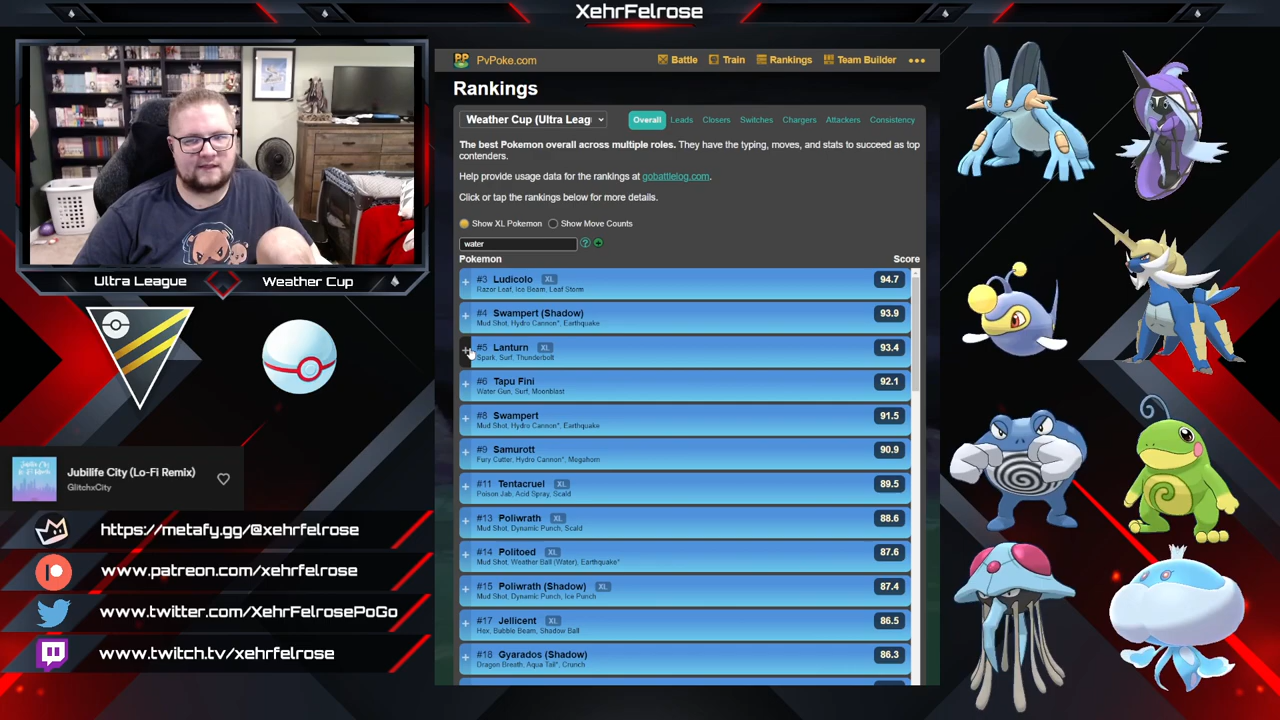 XehrFelrose
Ultra League
Weather Cup
Jubilife City (Lo-Fi Remix)
GlitchxCity
https://metafy.gg/@xehrfelrose
www.patreon.com/xehrfelrose
www.twitter.com/XehrFelrosePoGo
www.twitch.tv/xehrfelrose
PvPoke.com
Battle
Train
Rankings
Team Builder
Rankings
Weather Cup (Ultra Leag
Overall
Leads
Closers
Switches
Chargers
Attackers
Consistency
The best Pokemon overall across multiple roles. They have the typing, moves, and stats to succeed as top
contenders.
Help provide usage data for the rankings at gobattlelog.com.
Click or tap the rankings below for more details.
Show XL Pokemon
Show Move Counts
water
?
+
Pokemon
Score
#3 Ludicolo XL
94.7
Razor Leaf, Ice Beam, Leaf Storm
#4 Swampert (Shadow)
93.9
Mud Shot, Hydro Cannon*, Earthquake
#5 Lanturn XL
93.4
Spark, Surf, Thunderbolt
#6 Tapu Fini
92.1
Water Gun, Surf, Moonblast
#8 Swampert
91.5
Mud Shot, Hydro Cannon*, Earthquake
#9 Samurott
90.9
Fury Cutter, Hydro Cannon*, Megahorn
#11 Tentacruel XL
89.5
Poison Jab, Acid Spray, Scald
#13 Poliwrath XL
88.6
Mud Shot, Dynamic Punch, Scald
#14 Politoed XL
87.6
Mud Shot, Weather Ball (Water), Earthquake*
#15 Poliwrath (Shadow) XL
87.4
Mud Shot, Dynamic Punch, Ice Punch
#17 Jellicent XL
86.5
Hex, Bubble Beam, Shadow Ball
#18 Gyarados (Shadow)
86.3
Dragon Breath, Aqua Tail*, Crunch